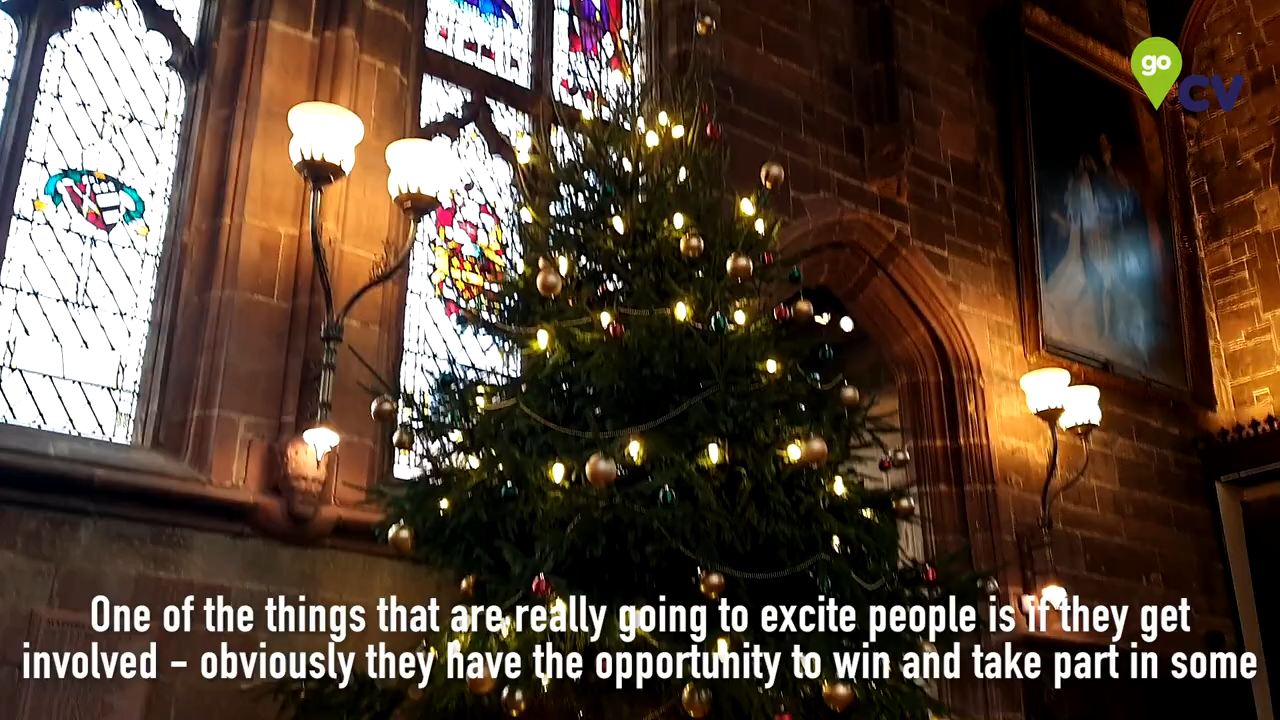 go
CV
One of the things that are really going to excite people is if they get
involved – obviously they have the opportunity to win and take part in some